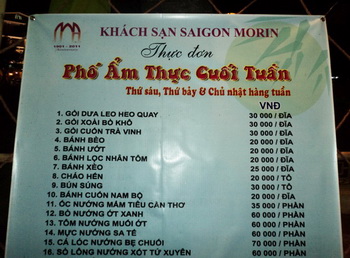 KHÁCH SẠN SAIGON MORIN
1901 - 2011
Thực đơn
Phố Ẩm Thực Cuối Tuần
Thứ sáu, Thứ bảy & Chủ nhật hàng tuần
VNĐ
1. GỎI DƯA LEO HEO QUAY 30 000 / ĐĨA
2. GỎI XOÀI BÒ KHÔ 30 000 / ĐĨA
3. GỎI CUỐN TRÀ VINH 30 000 / ĐĨA
4. BÁNH BÈO 20 000 / ĐĨA
5. BÁNH ƯỚT 20 000 / ĐĨA
6. BÁNH LỌC NHÂN TÔM 20 000 / ĐĨA
7. BÁNH XÈO 25 000 / ĐĨA
8. CHÁO HẾN 20 000 / TÔ
9. BÚN SÚNG 30 000 / TÔ
10. BÁNH CUỐN NAM BỘ 20 000 / ĐĨA
11. ỐC NƯỚNG MẮM TIÊU CẦN THƠ 35 000 / PHẦN
12. BÒ NƯỚNG ỚT XANH 60 000 / PHẦN
13. TÔM NƯỚNG MUỐI ỚT 60 000 / PHẦN
14. MỰC NƯỚNG SA TẾ 60 000 / PHẦN
15. CÁ LÓC NƯỚNG BẸ CHUỐI 70 000 / PHẦN
16. SÒ LÔNG NƯỚNG XỐT TỨ XUYÊN 60 000 / PHẦN